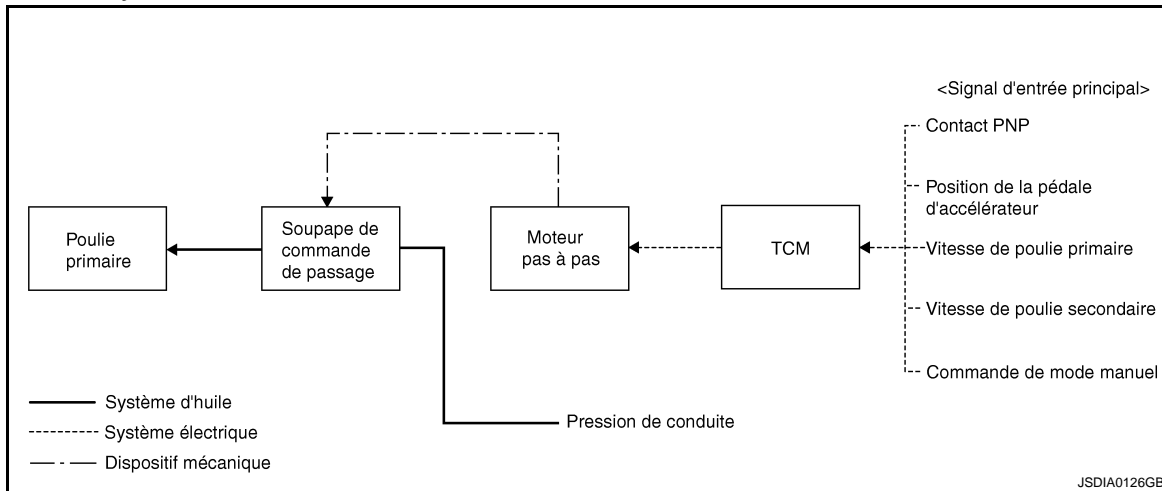 <Signal d'entrée principal>
Contact PNP
Position de la pédale
d'accélérateur
Vitesse de poulie primaire
Vitesse de poulie secondaire
Commande de mode manuel
Poulie
primaire
Soupape de
commande
de passage
Moteur
pas à pas
TCM
Pression de conduite
Système d'huile
Système électrique
Dispositif mécanique
JSDIA0126GB